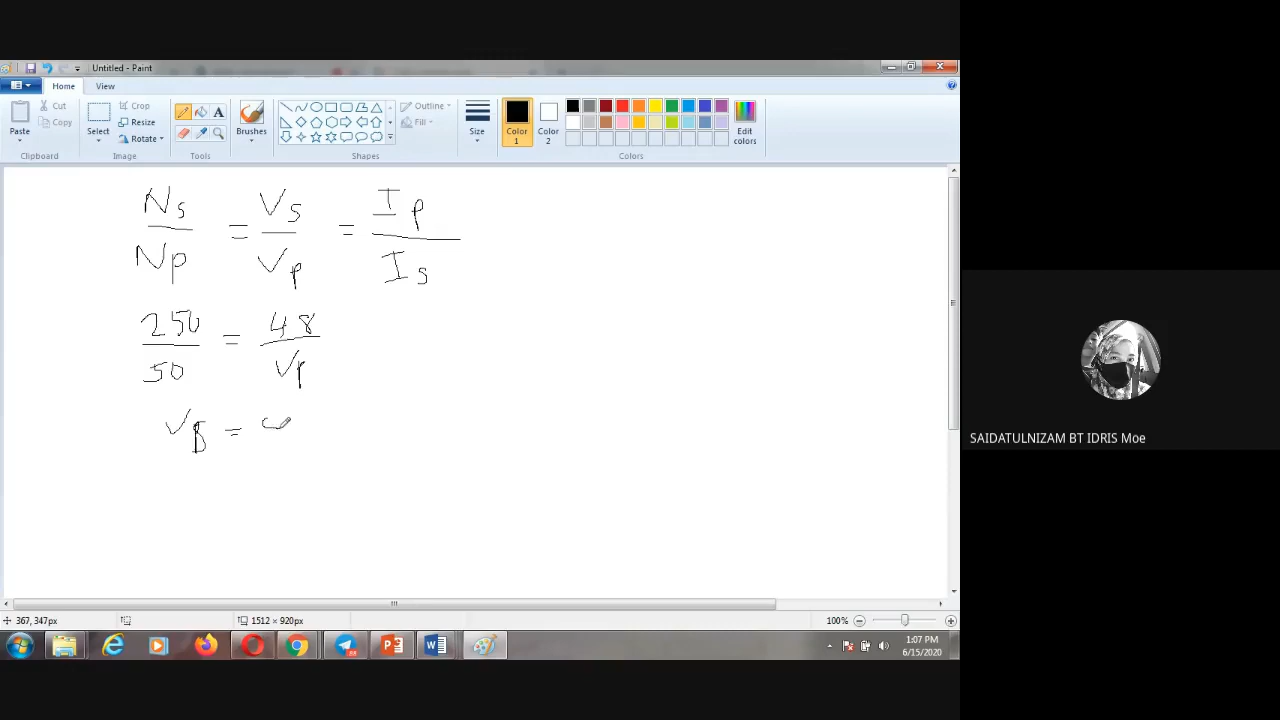 Untitled - Paint
Home View
Paste
Cut
Copy
Clipboard
Select
Crop
Resize
Rotate
Image
Tools
Brushes
Shapes
Outline
Fill
Size
Color 1
Color 2
Edit colors
Colors
Ns/Np = Vs/Vp = Ip/Is
250/50 = 48/Vp
=
SAIDATULNIZAM BT IDRIS Moe
367, 347px
1512 × 920px
100%
1:07 PM
6/15/2020